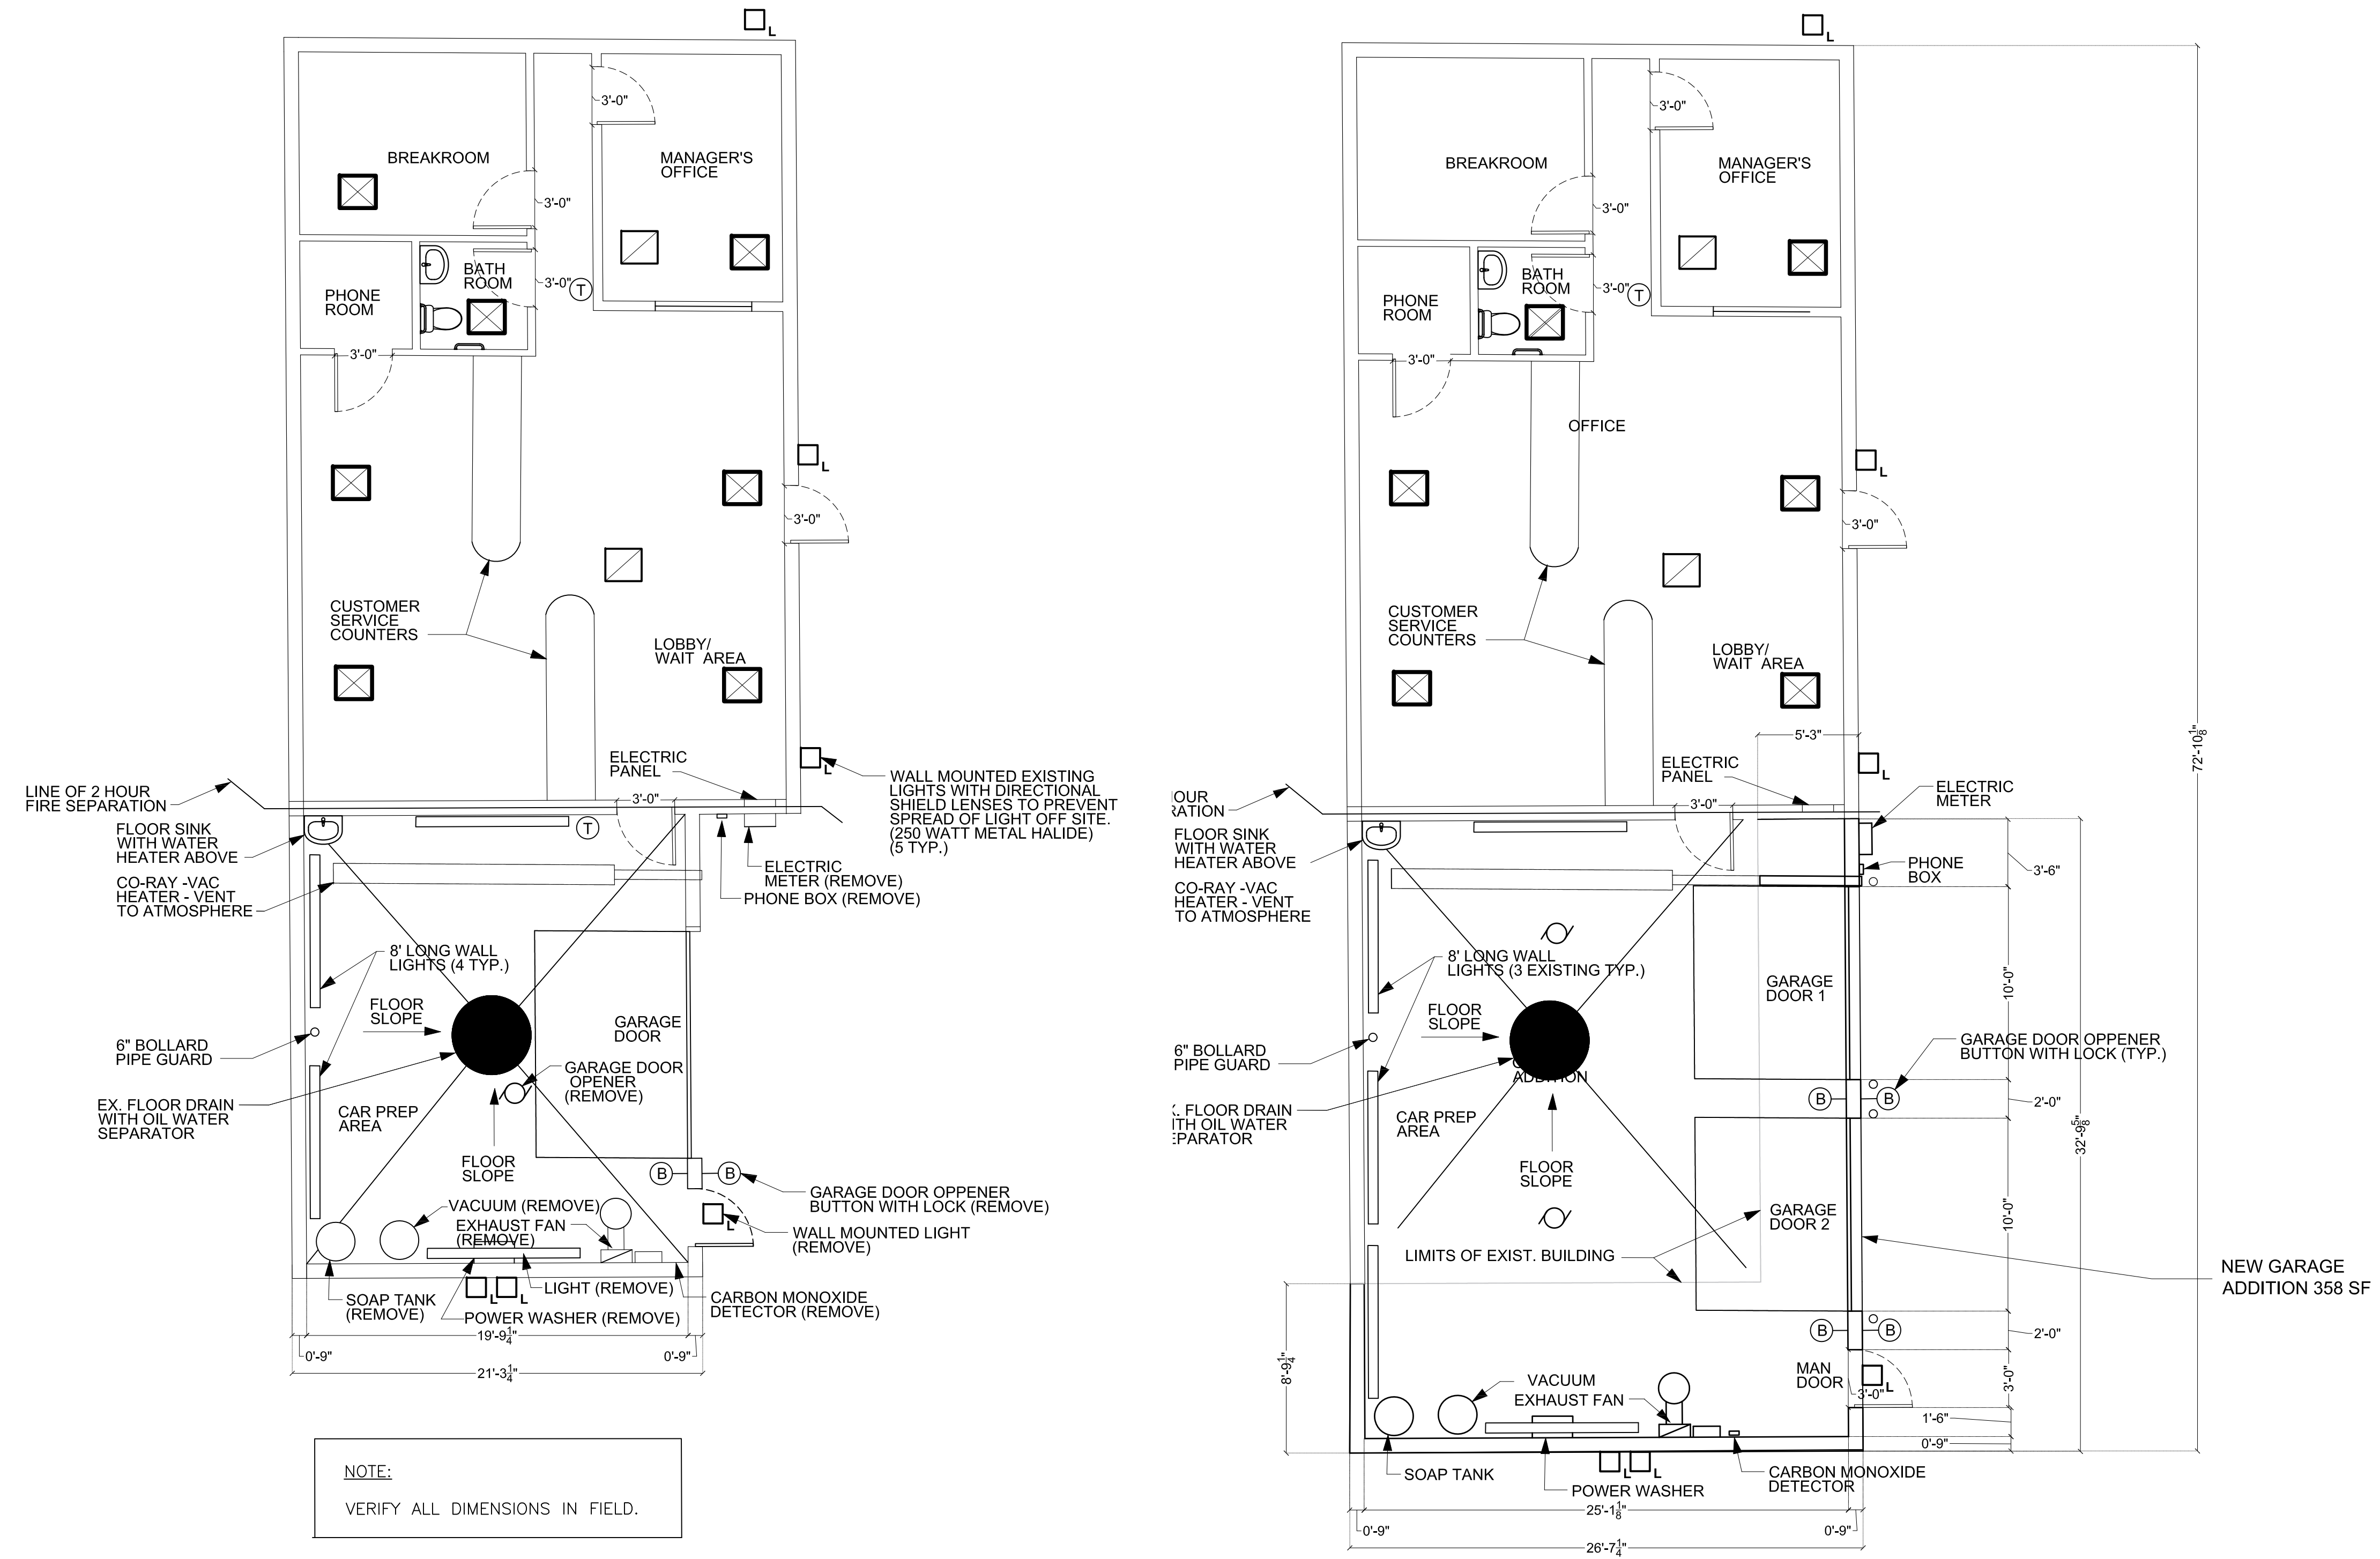 L
3'-0"
BREAKROOM
MANAGER'S
OFFICE
3'-0"
BATH
ROOM
3'-0"
T
PHONE
ROOM
3'-0"
L
3'-0"
CUSTOMER
SERVICE
COUNTERS
LOBBY/
WAIT AREA
ELECTRIC
PANEL
L
WALL MOUNTED EXISTING
LIGHTS WITH DIRECTIONAL
SHIELD LENSES TO PREVENT
SPREAD OF LIGHT OFF SITE.
(250 WATT METAL HALIDE)
(5 TYP.)
LINE OF 2 HOUR
FIRE SEPARATION
3'-0"
T
FLOOR SINK
WITH WATER
HEATER ABOVE
ELECTRIC
METER (REMOVE)
PHONE BOX (REMOVE)
CO-RAY -VAC
HEATER - VENT
TO ATMOSPHERE
8' LONG WALL
LIGHTS (4 TYP.)
FLOOR
SLOPE
GARAGE
DOOR
6" BOLLARD
PIPE GUARD
GARAGE DOOR
OPENER
(REMOVE)
EX. FLOOR DRAIN
WITH OIL WATER
SEPARATOR
CAR PREP
AREA
FLOOR
SLOPE
B
B
GARAGE DOOR OPPENER
BUTTON WITH LOCK (REMOVE)
VACUUM (REMOVE)
EXHAUST FAN
(REMOVE)
L
WALL MOUNTED LIGHT
(REMOVE)
L
L
LIGHT (REMOVE)
SOAP TANK
(REMOVE)
POWER WASHER (REMOVE)
CARBON MONOXIDE
DETECTOR (REMOVE)
19'-9 1/4"
0'-9"
0'-9"
21'-3 1/4"
NOTE:
VERIFY ALL DIMENSIONS IN FIELD.
L
3'-0"
BREAKROOM
MANAGER'S
OFFICE
3'-0"
BATH
ROOM
3'-0"
T
PHONE
ROOM
3'-0"
OFFICE
L
3'-0"
CUSTOMER
SERVICE
COUNTERS
LOBBY/
WAIT AREA
5'-3"
72'-10 1/8"
ELECTRIC
PANEL
L
ELECTRIC
METER
HOUR
RATION
3'-0"
FLOOR SINK
WITH WATER
HEATER ABOVE
PHONE
BOX
3'-6"
CO-RAY -VAC
HEATER - VENT
TO ATMOSPHERE
8' LONG WALL
LIGHTS (3 EXISTING TYP.)
GARAGE
DOOR 1
10'-0"
FLOOR
SLOPE
6" BOLLARD
PIPE GUARD
GARAGE DOOR OPPENER
BUTTON WITH LOCK (TYP.)
ADDITION
B
B
2'-0"
32'-9 5/8"
X. FLOOR DRAIN
ITH OIL WATER
EPARATOR
CAR PREP
AREA
FLOOR
SLOPE
GARAGE
DOOR 2
10'-0"
LIMITS OF EXIST. BUILDING
NEW GARAGE
ADDITION 358 SF
B
B
2'-0"
8'-9 1/4"
MAN
DOOR
L
3'-0"
3'-0"
VACUUM
EXHAUST FAN
1'-6"
0'-9"
L
L
SOAP TANK
POWER WASHER
CARBON MONOXIDE
DETECTOR
25'-1 1/8"
0'-9"
0'-9"
26'-7 1/4"